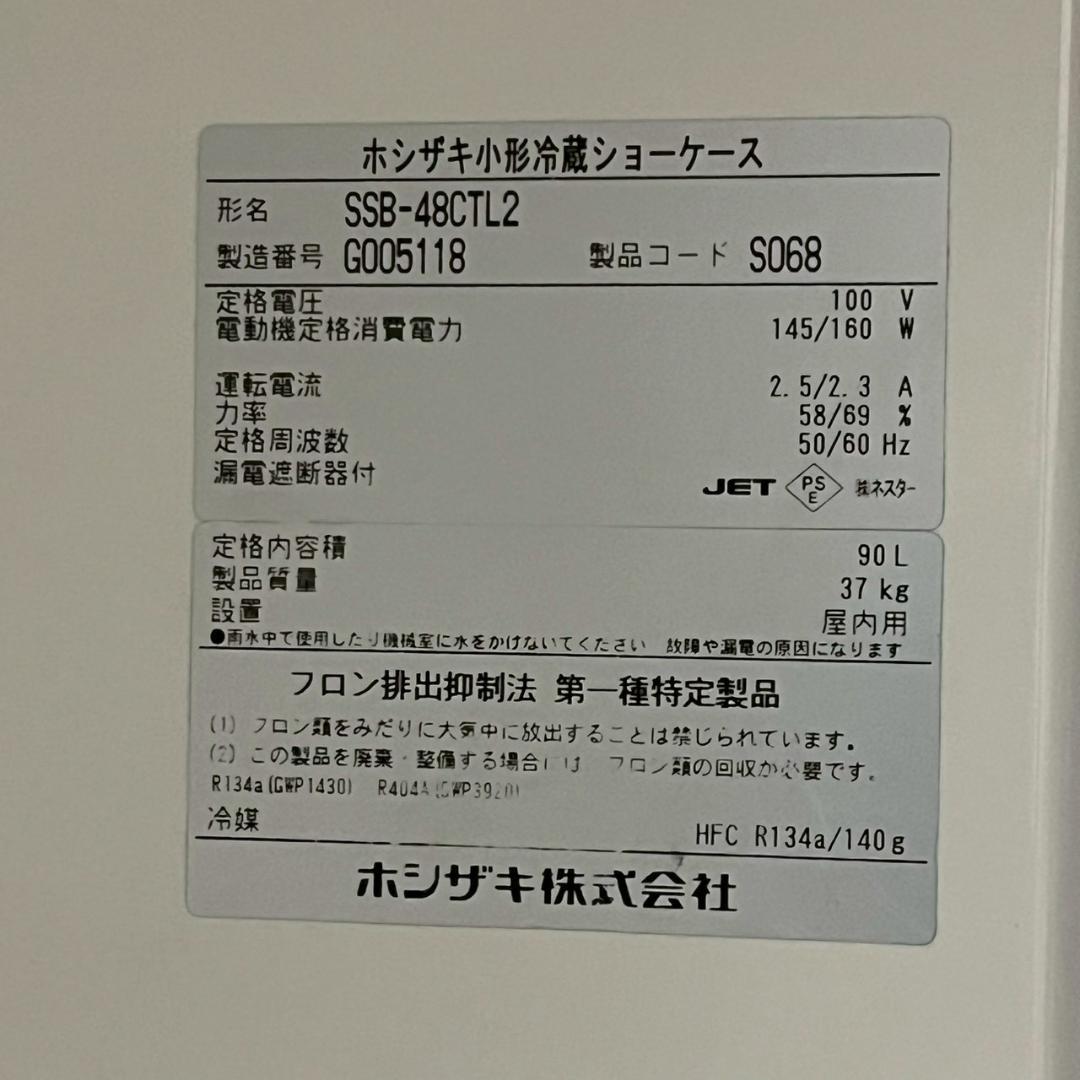 ホシザキ小形冷蔵ショーケース
形名 SSB-48CTL2
製造番号 G005118 製品コード S068
定格電圧 100 V
電動機定格消費電力 145/160 W
運転電流 2.5/2.3 A
力率 58/69 %
定格周波数 50/60 Hz
漏電遮断器付 JET PSE ㈱ネスター
定格内容積 90L
製品質量 37 kg
設置 屋内用
●雨水中で使用したり機械室に水をかけないでください 故障や漏電の原因になります
フロン排出抑制法 第一種特定製品
(1) フロン類をみだりに大気中に放出することは禁じられています。
(2) この製品を廃棄・整備する場合には フロン類の回収が必要です。
R134a(GWP1430) R404A(GWP3920)
冷媒 HFC R134a/140g
ホシザキ株式会社